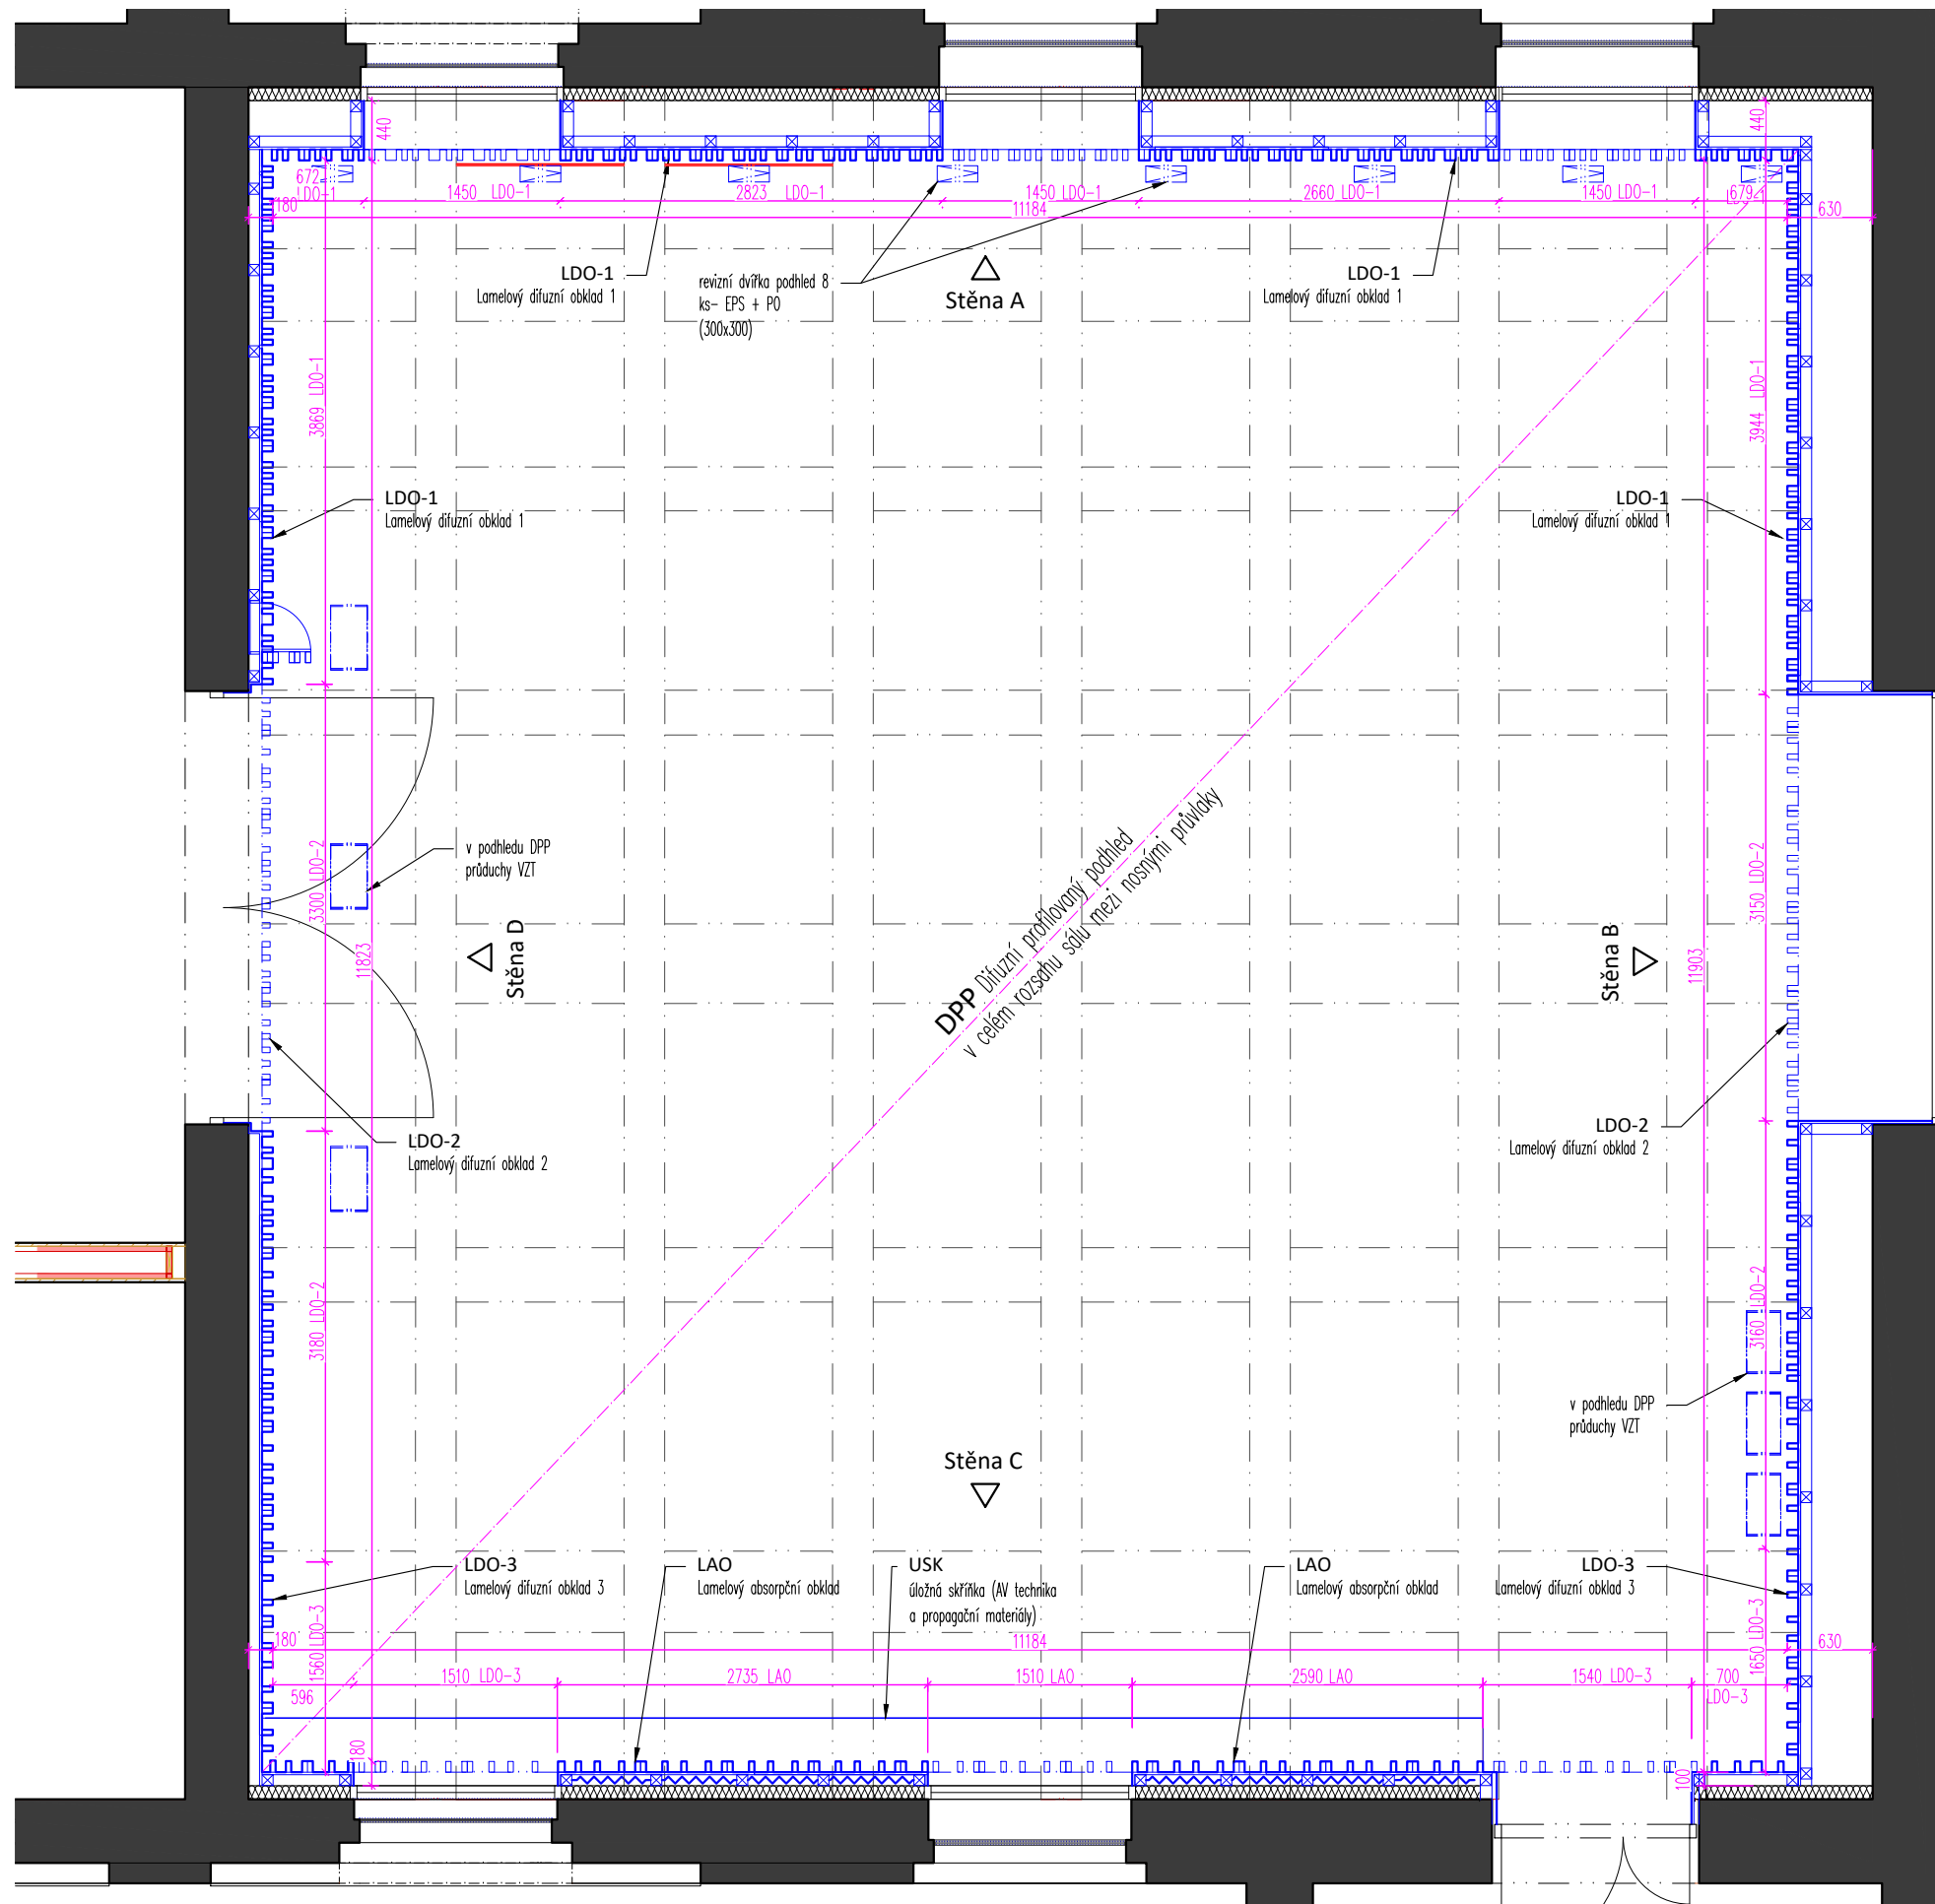 440
440
672
LDO-1
1450 LDO-1
2823 LDO-1
1450 LDO-1
2660 LDO-1
1450 LDO-1
679
180
11184
630
LDO-1
Lamelový difuzní obklad 1
revizní dvířka podhled 8
ks- EPS + PO
(300x300)
Stěna A
LDO-1
Lamelový difuzní obklad 1
3869 LDO-1
3944 LDO-1
LDO-1
Lamelový difuzní obklad 1
LDO-1
Lamelový difuzní obklad 1
v podhledu DPP
průduchy VZT
3300 LDO-2
3150 LDO-2
11823
11903
Stěna D
Stěna B
DPP Difuzní profilovaný podhled
v celém rozsahu sálu mezi nosnými průvlaky
LDO-2
Lamelový difuzní obklad 2
LDO-2
Lamelový difuzní obklad 2
3180 LDO-2
3160 LDO-2
v podhledu DPP
průduchy VZT
Stěna C
LDO-3
Lamelový difuzní obklad 3
LAO
Lamelový absorpční obklad
USK
úložná skříňka (AV technika
a propagační materiály)
LAO
Lamelový absorpční obklad
LDO-3
Lamelový difuzní obklad 3
1560 LDO-3
1650 LDO-3
180
11184
630
596
1510 LDO-3
2735 LAO
1510 LAO
2590 LAO
1540 LDO-3
700
LDO-3
180
100